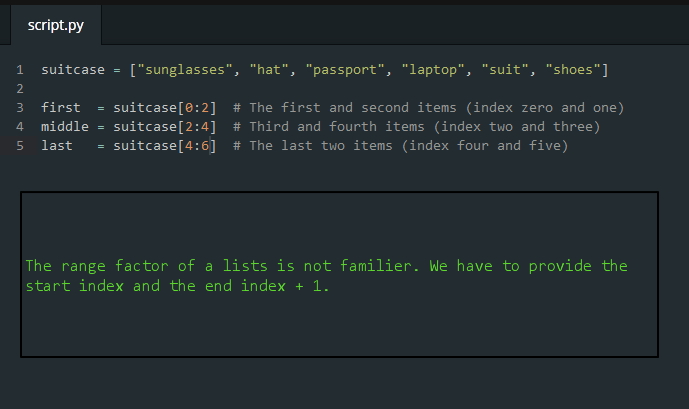 script.py
1 suitcase = ["sunglasses", "hat", "passport", "laptop", "suit", "shoes"]
2
3 first  = suitcase[0:2]  # The first and second items (index zero and one)
4 middle = suitcase[2:4]  # Third and fourth items (index two and three)
5 last   = suitcase[4:6]  # The last two items (index four and five)
The range factor of a lists is not familier. We have to provide the
start index and the end index + 1.